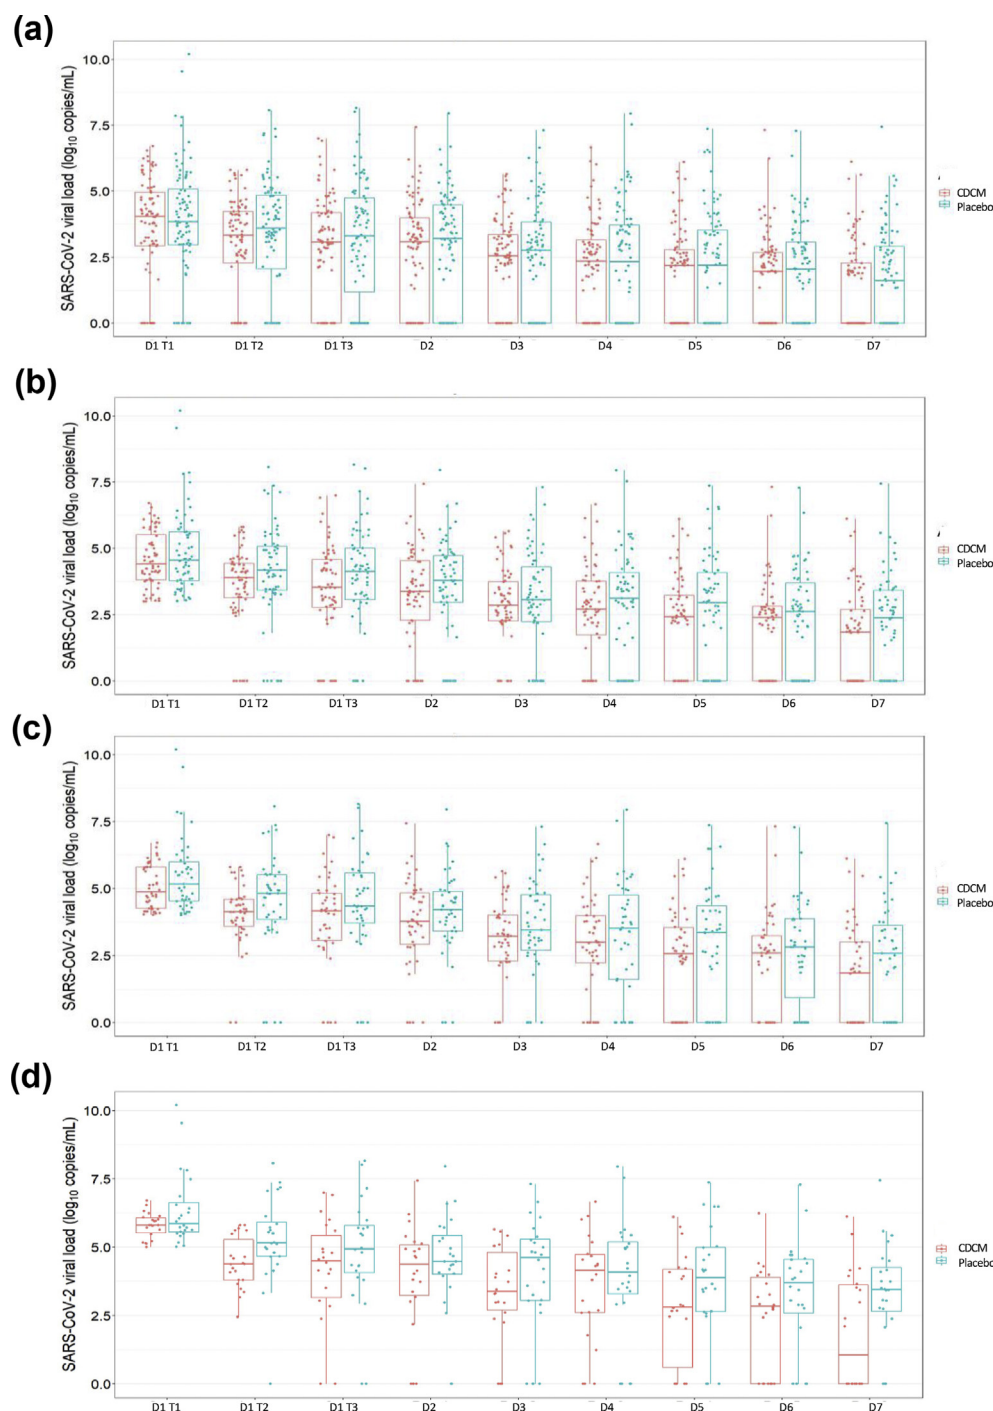 (a)
SARS-CoV-2 viral load (log10 copies/mL)
10.0
7.5
5.0
2.5
0.0
D1 T1 D1 T2 D1 T3 D2 D3 D4 D5 D6 D7
CDCM
Placebo
(b)
SARS-CoV-2 viral load (log10 copies/mL)
10.0
7.5
5.0
2.5
0.0
D1 T1 D1 T2 D1 T3 D2 D3 D4 D5 D6 D7
CDCM
Placebo
(c)
SARS-CoV-2 viral load (log10 copies/mL)
10.0
7.5
5.0
2.5
0.0
D1 T1 D1 T2 D1 T3 D2 D3 D4 D5 D6 D7
CDCM
Placebo
(d)
SARS-CoV-2 viral load (log10 copies/mL)
10.0
7.5
5.0
2.5
0.0
D1 T1 D1 T2 D1 T3 D2 D3 D4 D5 D6 D7
CDCM
Placebo